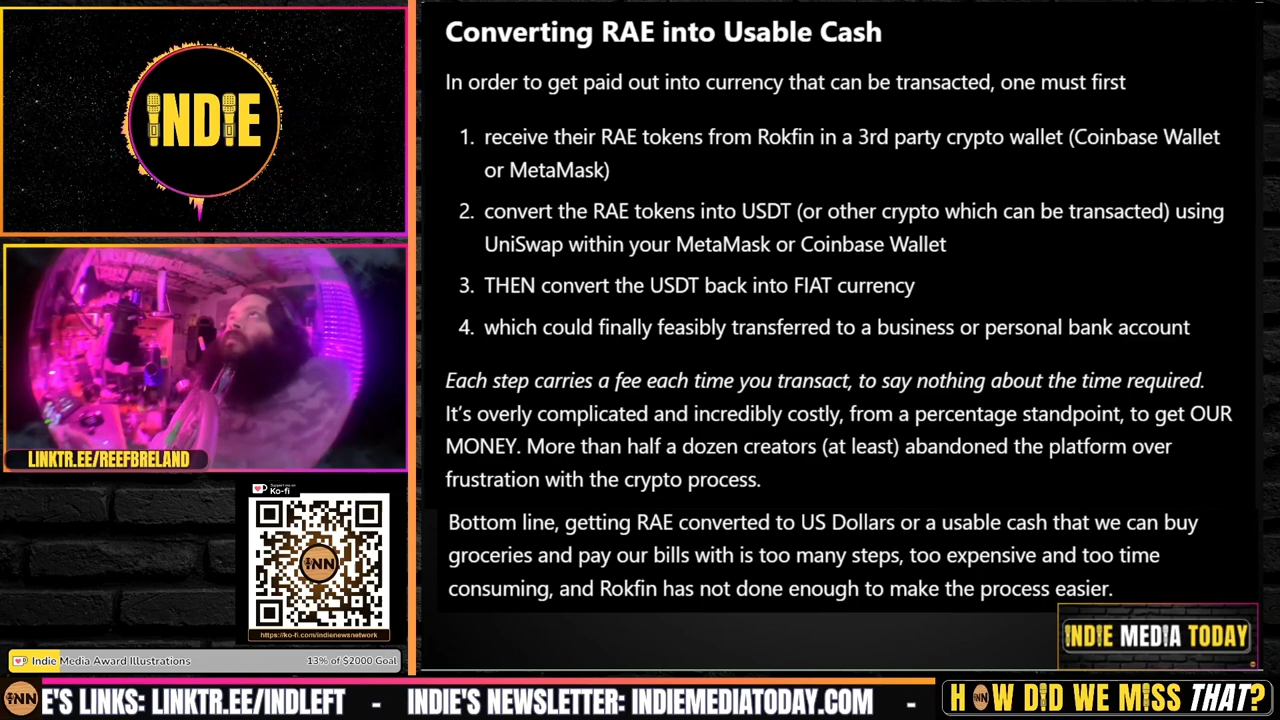 INDIE
LINKTR.EE/REEFBRELAND
Support me on
Ko-fi
INN
https://ko-fi.com/indienewsnetwork
Indie Media Award Illustrations
13% of $2000 Goal
Converting RAE into Usable Cash
In order to get paid out into currency that can be transacted, one must first
1. receive their RAE tokens from Rokfin in a 3rd party crypto wallet (Coinbase Wallet
or MetaMask)
2. convert the RAE tokens into USDT (or other crypto which can be transacted) using
UniSwap within your MetaMask or Coinbase Wallet
3. THEN convert the USDT back into FIAT currency
4. which could finally feasibly transferred to a business or personal bank account
Each step carries a fee each time you transact, to say nothing about the time required.
It's overly complicated and incredibly costly, from a percentage standpoint, to get OUR
MONEY. More than half a dozen creators (at least) abandoned the platform over
frustration with the crypto process.
Bottom line, getting RAE converted to US Dollars or a usable cash that we can buy
groceries and pay our bills with is too many steps, too expensive and too time
consuming, and Rokfin has not done enough to make the process easier.
INDIE MEDIA TODAY
INN
E'S LINKS: LINKTR.EE/INDLEFT - INDIE'S NEWSLETTER: INDIEMEDIATODAY.COM -
HOW DID WE MISS THAT?